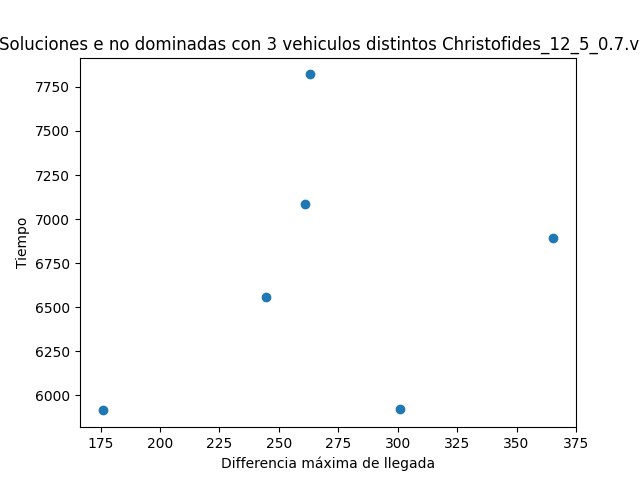 Soluciones e no dominadas con 3 vehiculos distintos Christofides_12_5_0.7.v
7750
7500
7250
7000
6750
6500
6250
6000
Tiempo
175 200 225 250 275 300 325 350 375
Differencia máxima de llegada